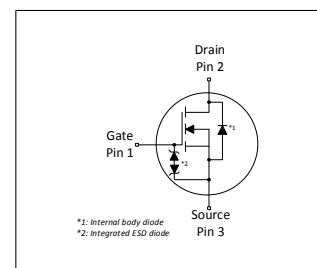 Drain
Pin 2
*1
Gate
Pin 1
*2
*1: Internal body diode
*2: Integrated ESD diode
Source
Pin 3